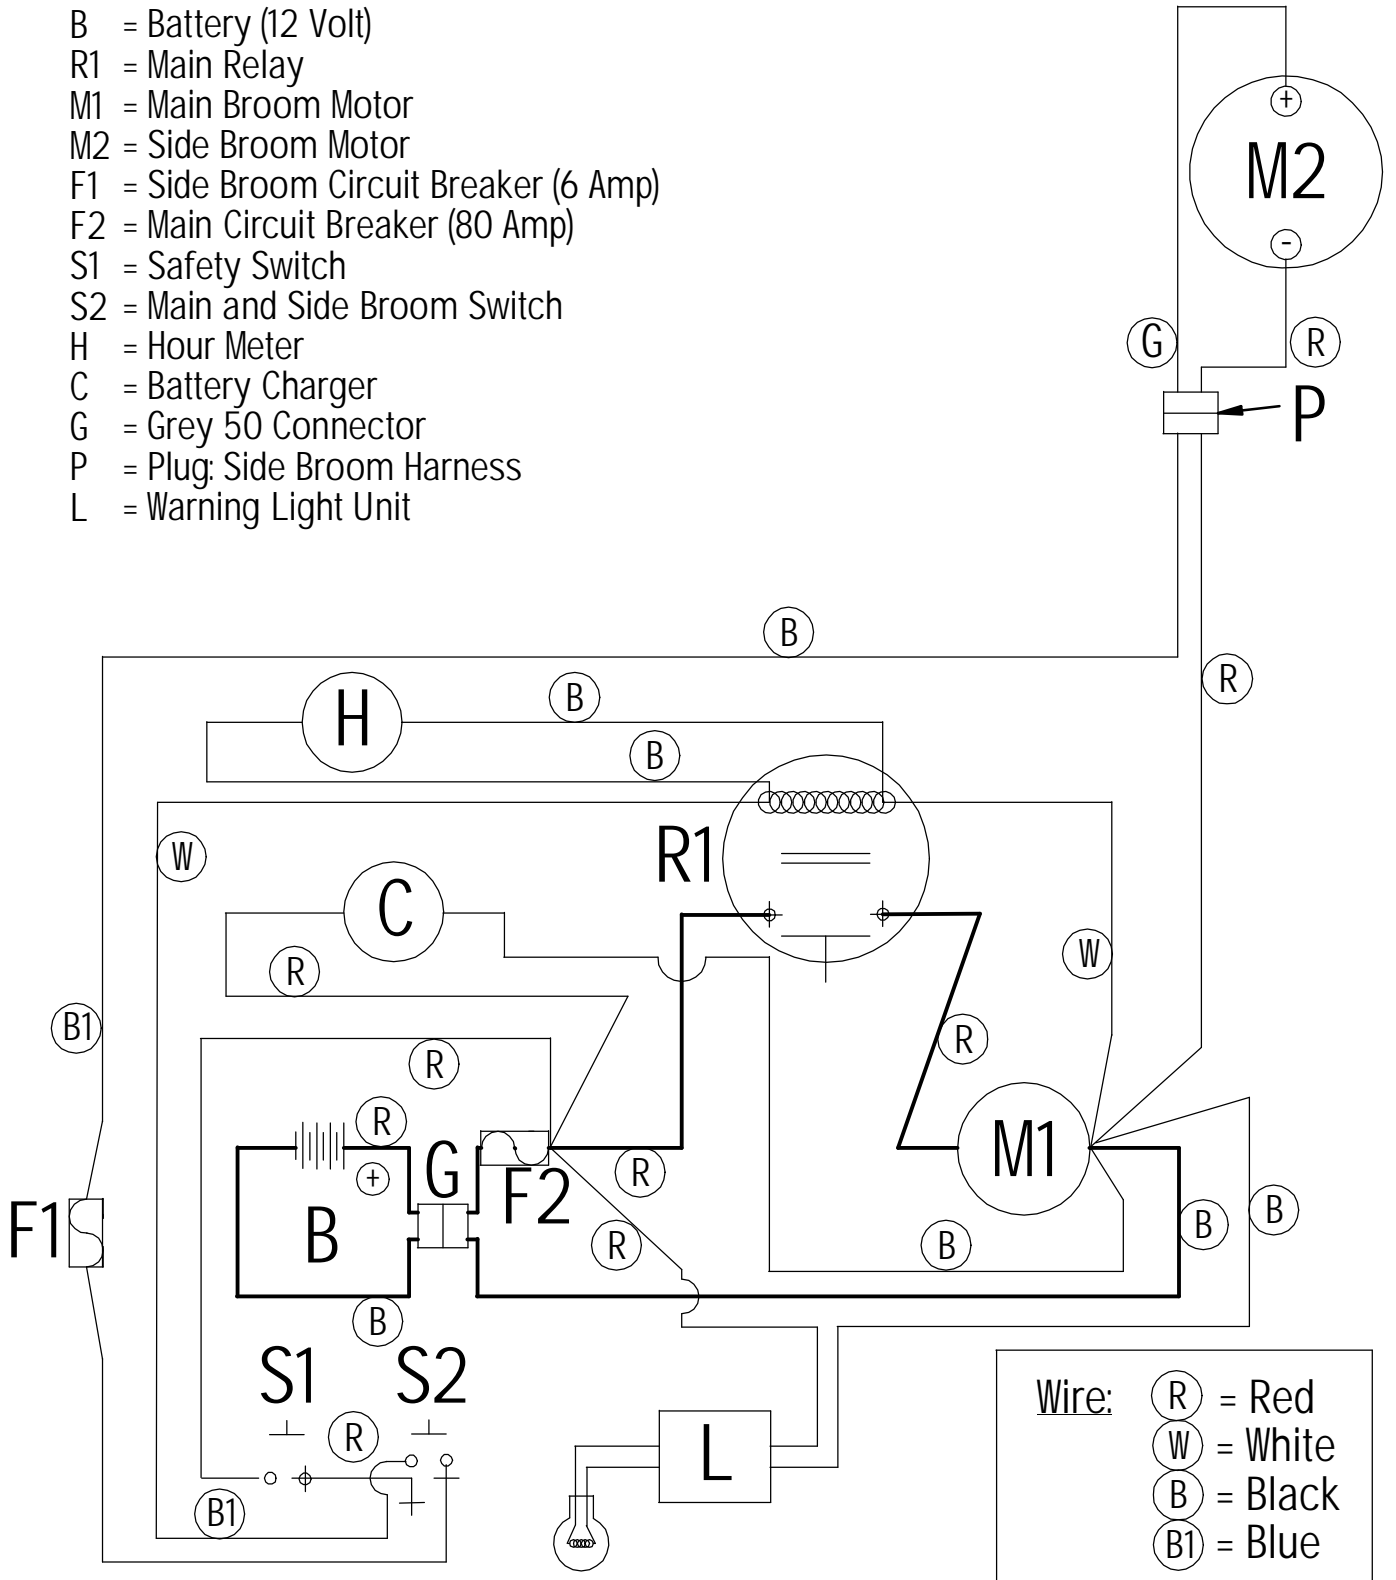 B = Battery (12 Volt)
R1 = Main Relay
M1 = Main Broom Motor
M2 = Side Broom Motor
F1 = Side Broom Circuit Breaker (6 Amp)
F2 = Main Circuit Breaker (80 Amp)
S1 = Safety Switch
S2 = Main and Side Broom Switch
H = Hour Meter
C = Battery Charger
G = Grey 50 Connector
P = Plug: Side Broom Harness
L = Warning Light Unit
+
M2
-
G
R
P
B
R
H
B
B
R1
W
C
R
W
B1
R
R
R
+
G
F2
R
M1
F1
B
R
B
B
B
B
S1
S2
R
B1
L
Wire:
R = Red
W = White
B = Black
B1 = Blue